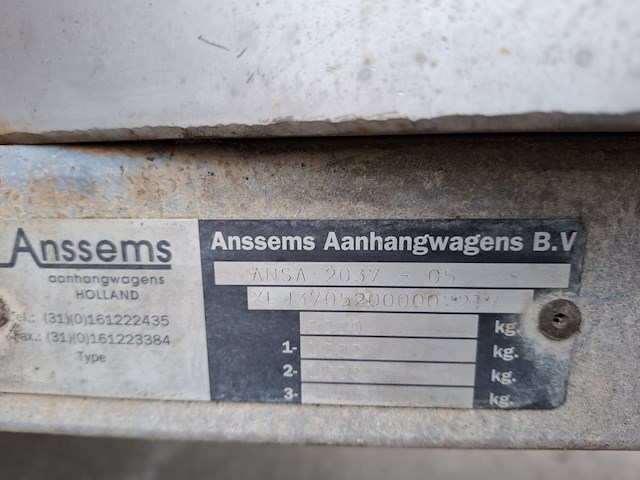 Anssems
aanhangwagens
HOLLAND
Tel.: (31)(0)161222435
Fax.: (31)(0)161223384
Type
Anssems Aanhangwagens B.V
ANSA 2037 - 05
kg.
1- kg.
2- kg.
3- kg.